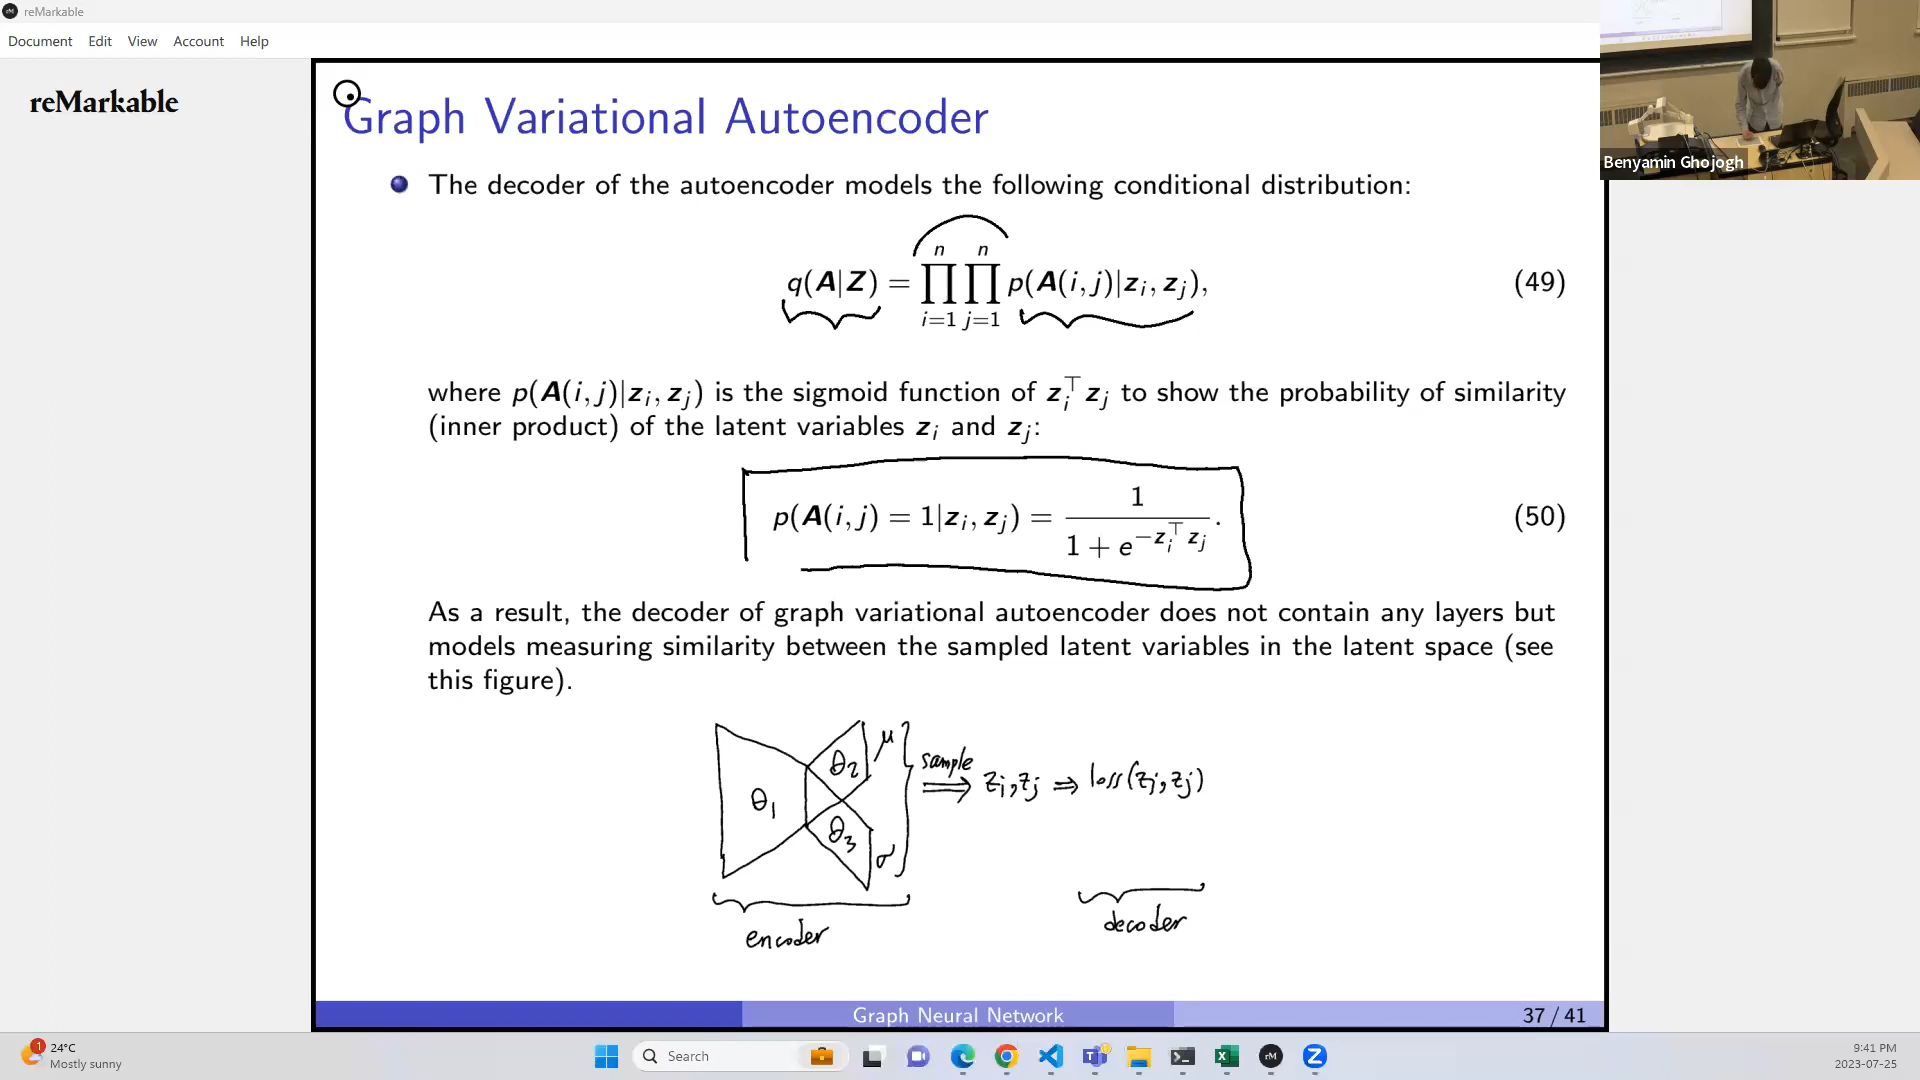 reMarkable
Document Edit View Account Help
reMarkable
Benyamin Ghojogh
Graph Variational Autoencoder
The decoder of the autoencoder models the following conditional distribution:
q(A|Z) = ∏_{i=1}^{n} ∏_{j=1}^{n} p(A(i, j)|z_i, z_j), (49)
where p(A(i, j)|z_i, z_j) is the sigmoid function of z_i^⊤ z_j to show the probability of similarity
(inner product) of the latent variables z_i and z_j:
p(A(i, j) = 1|z_i, z_j) = 1 / (1 + e^{−z_i^⊤ z_j}). (50)
As a result, the decoder of graph variational autoencoder does not contain any layers but
models measuring similarity between the sampled latent variables in the latent space (see
this figure).
θ_1 θ_2 μ θ_3 σ sample ⇒ z_i, z_j ⇒ loss(z_i, z_j)
encoder decoder
Graph Neural Network 37 / 41
1 24°C
Mostly sunny
Search
9:41 PM
2023-07-25